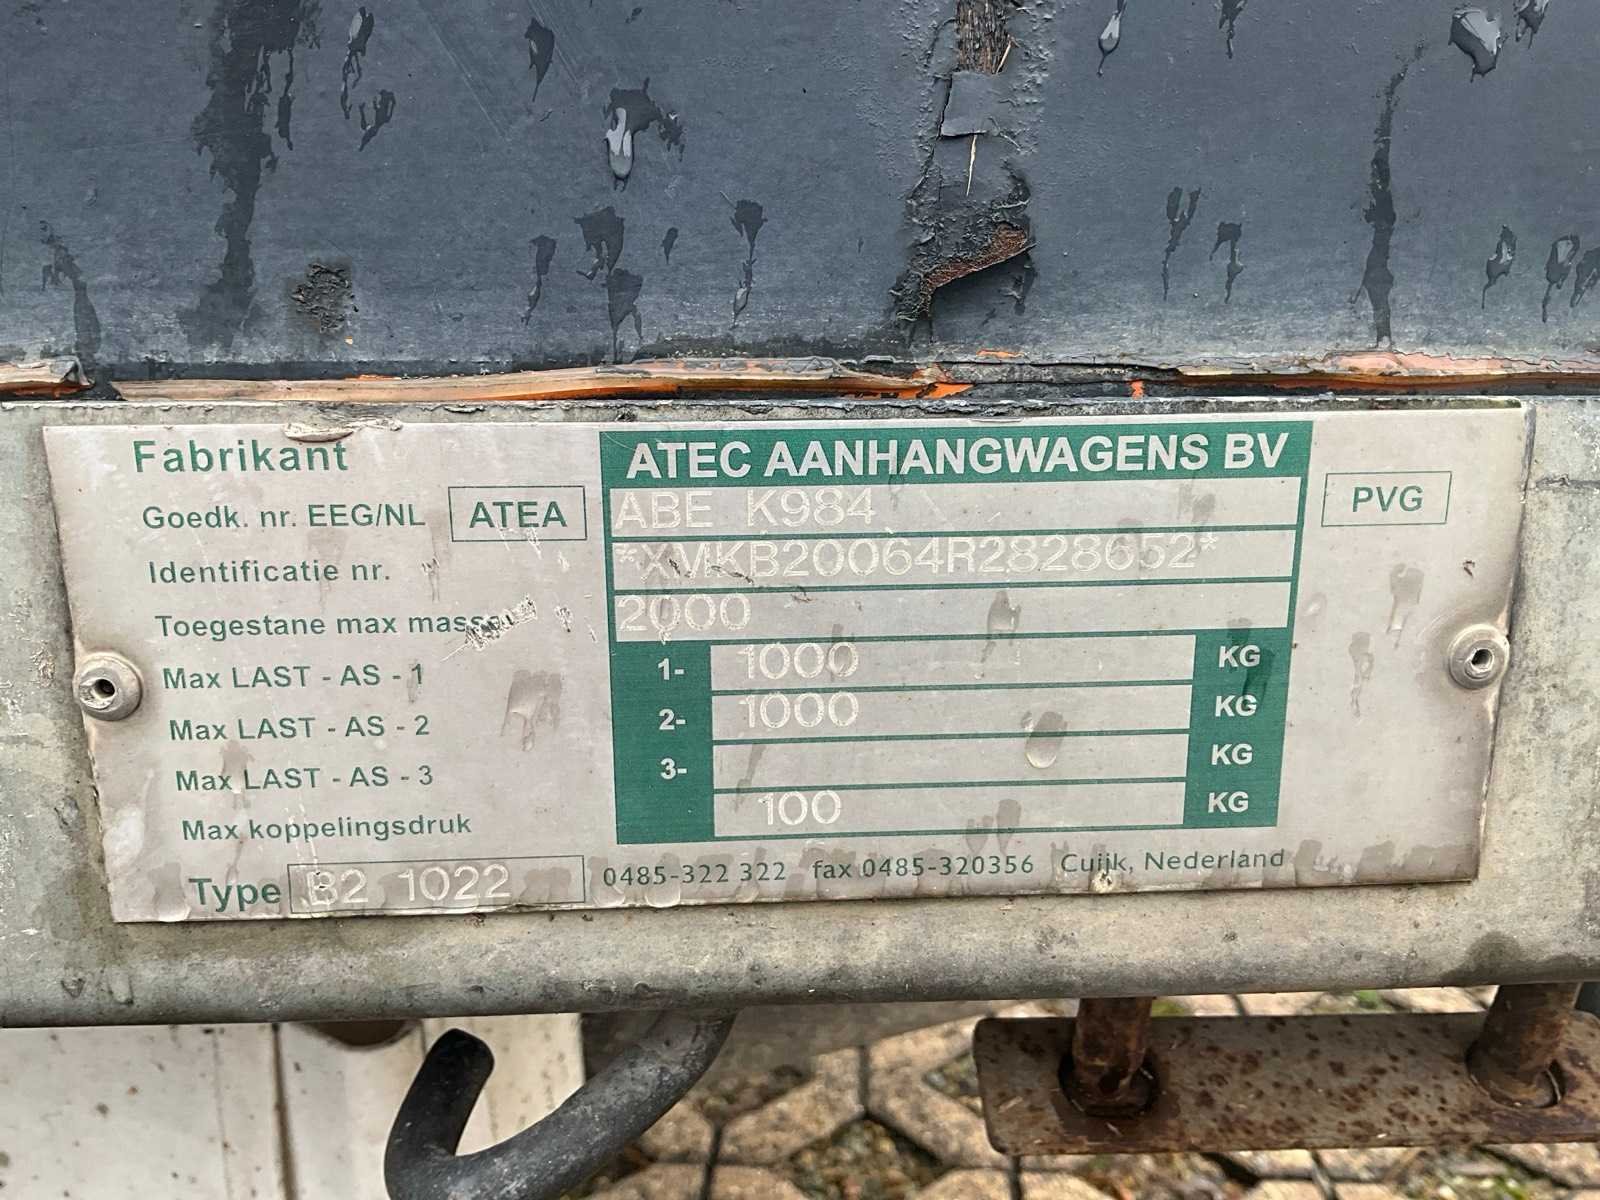 Fabrikant ATEC AANHANGWAGENS BV
Goedk. nr. EEG/NL ATEA ABE K984 PVG
Identificatie nr. *XMKB20064R2828652*
Toegestane max massa 2000
Max LAST - AS - 1 1- 1000 KG
Max LAST - AS - 2 2- 1000 KG
Max LAST - AS - 3 3- KG
Max koppelingsdruk 100 KG
Type B2 1022 0485-322 322 fax 0485-320356 Cuijk, Nederland